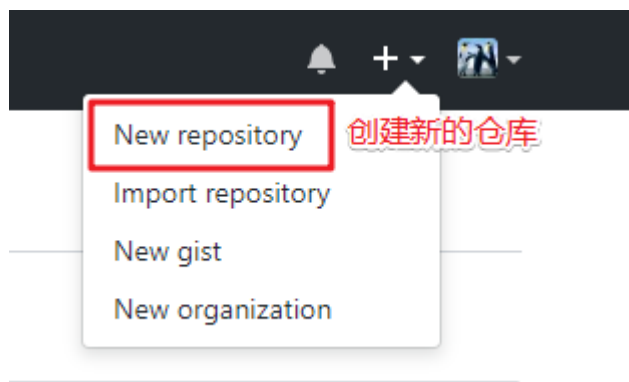 New repository 创建新的仓库
Import repository
New gist
New organization